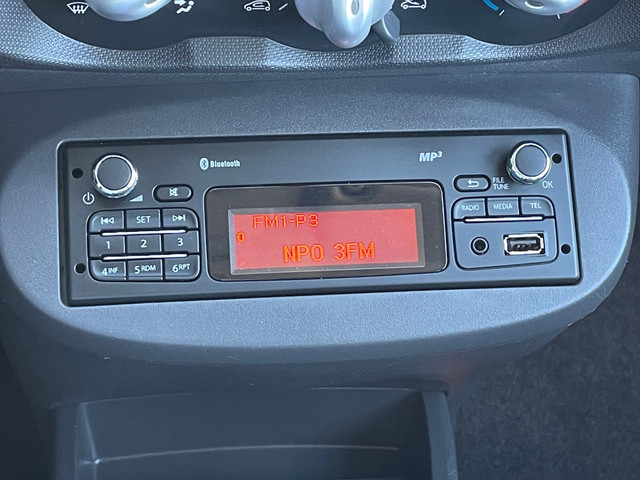 Bluetooth
MP3
FILE
TUNE
OK
SET
RADIO MEDIA TEL
1 2 3
4 INF 5 RDM 6 RPT
FM1-P3
NPO 3FM